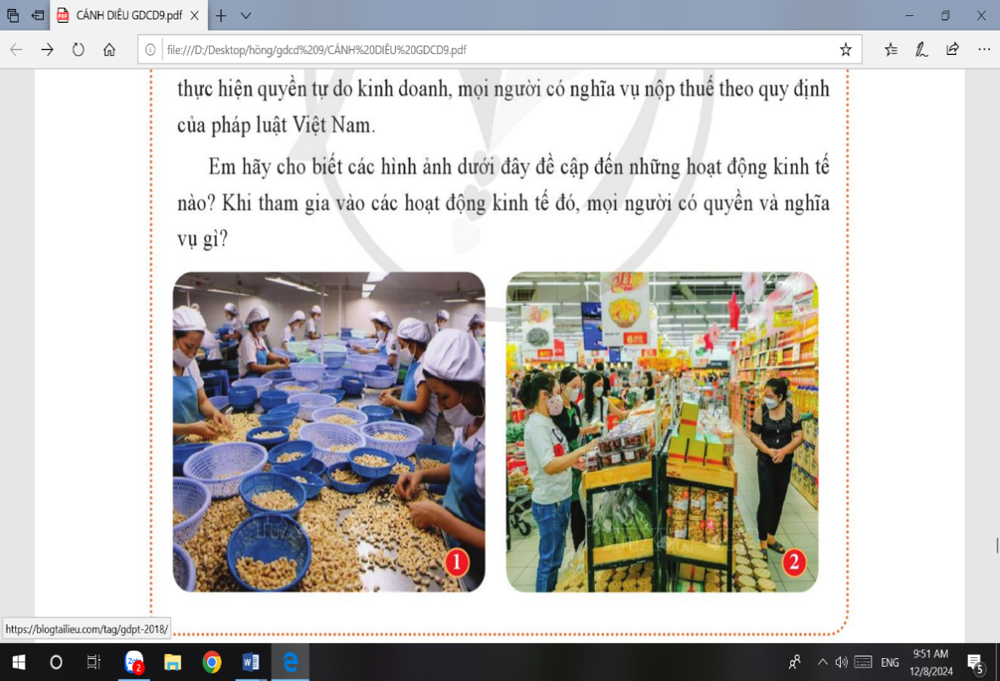 CÁNH DIỀU GDCD9.pdf
file:///D:/Desktop/hồng/gdcd%209/CÁNH%20DIỀU%20GDCD9.pdf
thực hiện quyền tự do kinh doanh, mọi người có nghĩa vụ nộp thuế theo quy định
của pháp luật Việt Nam.
Em hãy cho biết các hình ảnh dưới đây đề cập đến những hoạt động kinh tế
nào? Khi tham gia vào các hoạt động kinh tế đó, mọi người có quyền và nghĩa
vụ gì?
1
2
https://blogtailieu.com/tag/gdpt-2018/
2
ENG
9:51 AM
12/8/2024
5